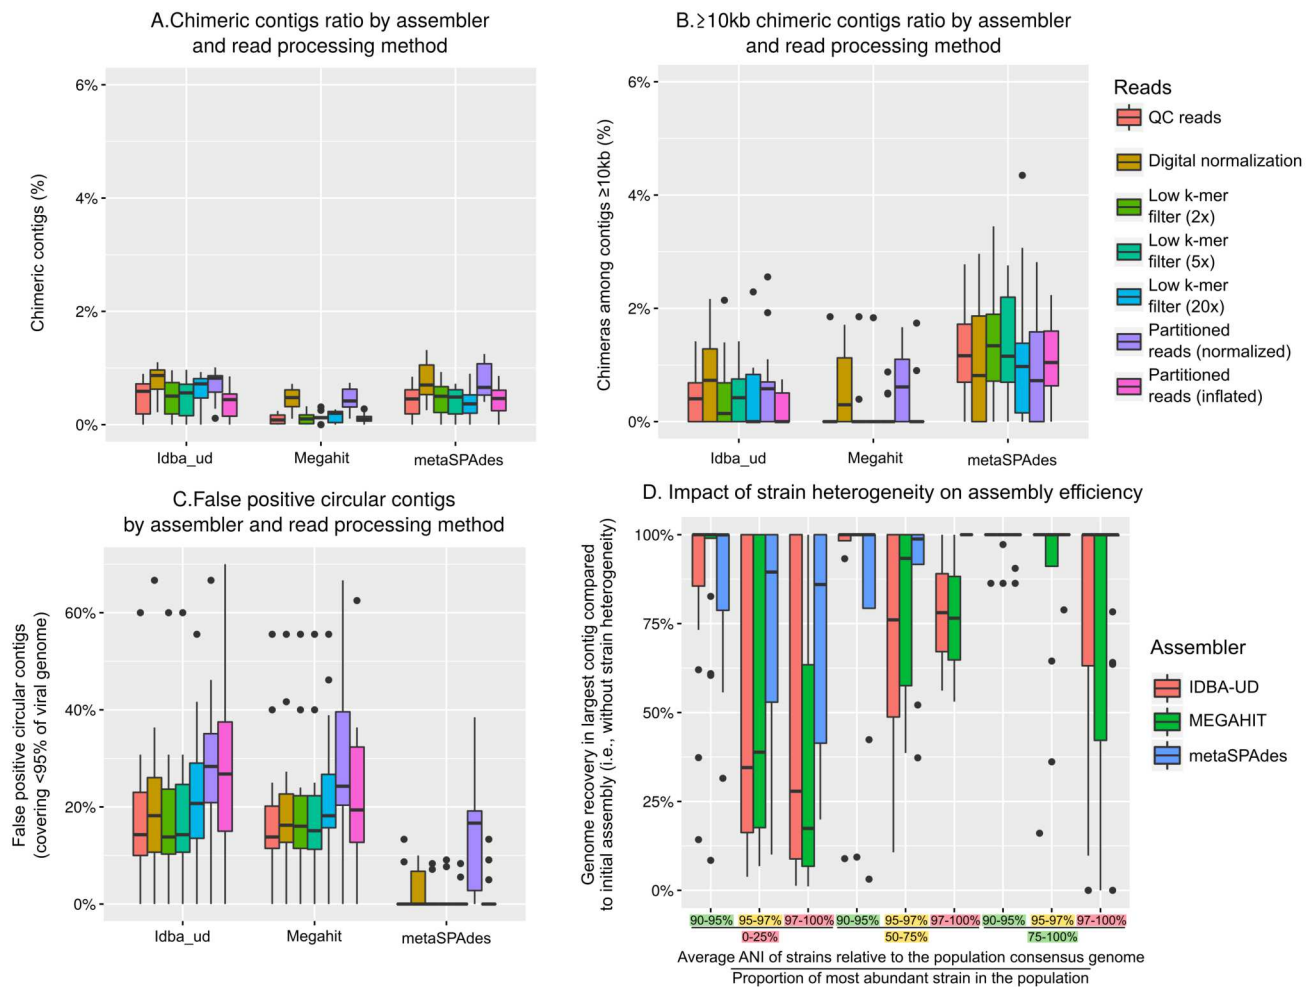 A.Chimeric contigs ratio by assembler
and read processing method
Chimeric contigs (%)
6%
4%
2%
0%
Idba_ud
Megahit
metaSPAdes
B.≥10kb chimeric contigs ratio by assembler
and read processing method
Chimeras among contigs ≥10kb (%)
6%
4%
2%
0%
Idba_ud
Megahit
metaSPAdes
Reads
QC reads
Digital normalization
Low k-mer
filter (2x)
Low k-mer
filter (5x)
Low k-mer
filter (20x)
Partitioned
reads (normalized)
Partitioned
reads (inflated)
C.False positive circular contigs
by assembler and read processing method
False positive circular contigs
(covering <95% of viral genome)
60%
40%
20%
0%
Idba_ud
Megahit
metaSPAdes
D. Impact of strain heterogeneity on assembly efficiency
Genome recovery in largest contig compared
to initial assembly (i.e., without strain heterogeneity)
100%
75%
50%
25%
0%
90-95% 95-97% 97-100% 90-95% 95-97% 97-100% 90-95% 95-97% 97-100%
0-25% 50-75% 75-100%
Average ANI of strains relative to the population consensus genome
Proportion of most abundant strain in the population
Assembler
IDBA-UD
MEGAHIT
metaSPAdes